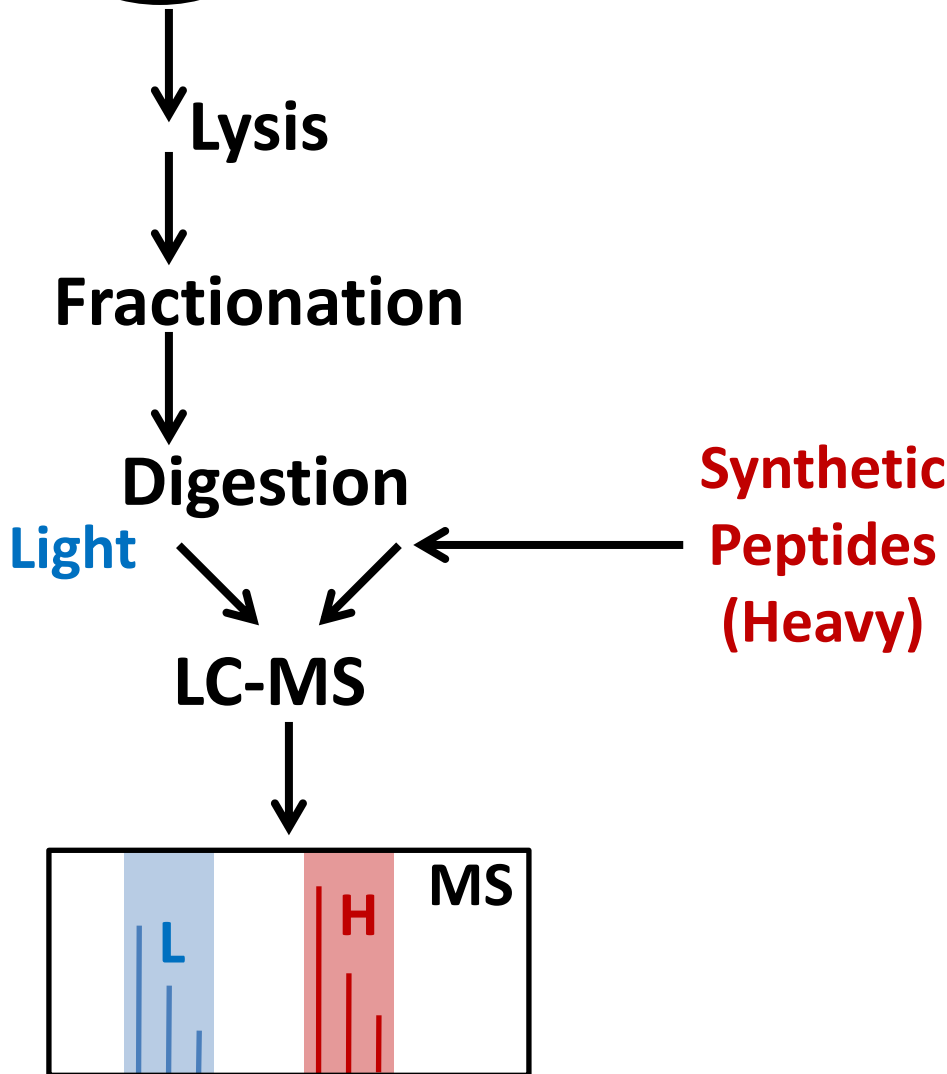 Lysis
Fractionation
Digestion
Light
Synthetic
Peptides
(Heavy)
LC-MS
MS
L
H